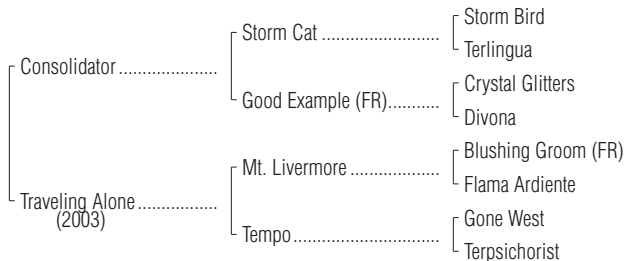 Storm Bird
Storm Cat ........................
Terlingua
Consolidator .....................
Crystal Glitters
Good Example (FR)...........
Divona
Blushing Groom (FR)
Mt. Livermore ...................
Flama Ardiente
Traveling Alone .................
(2003)
Gone West
Tempo...............................
Terpsichorist